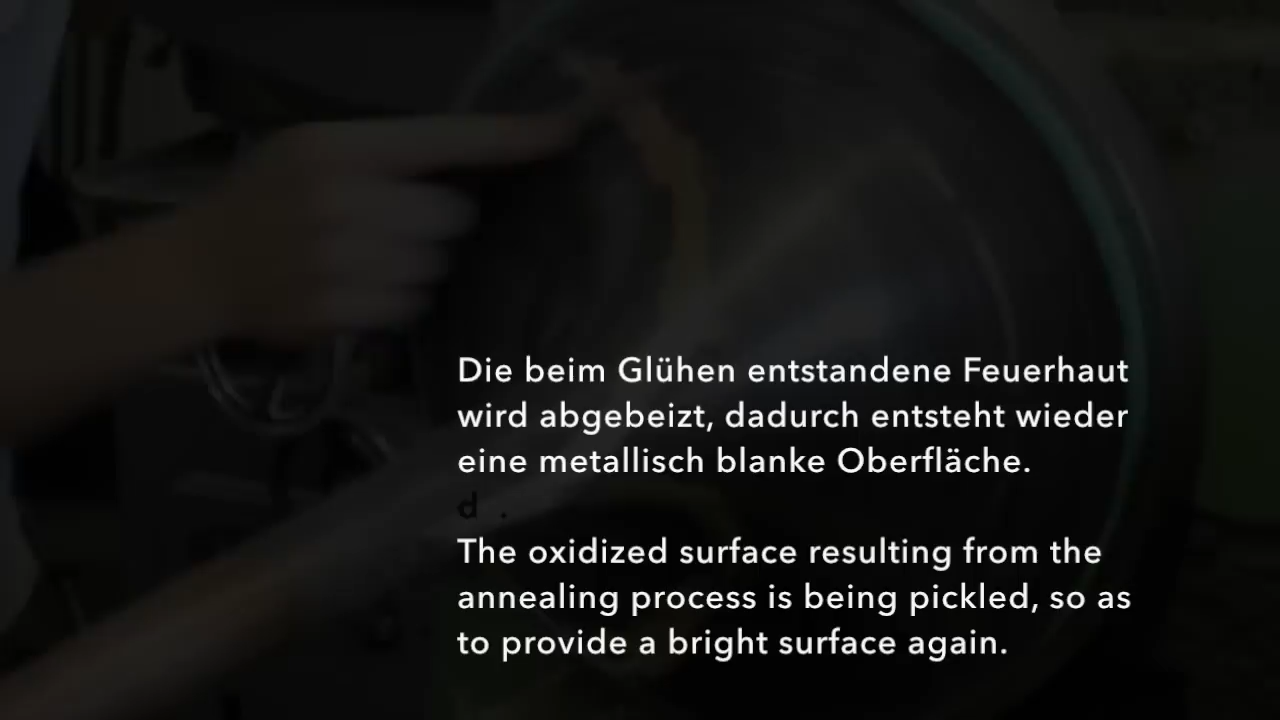 Die beim Glühen entstandene Feuerhaut
wird abgebeizt, dadurch entsteht wieder
eine metallisch blanke Oberfläche.
d .
The oxidized surface resulting from the
annealing process is being pickled, so as
to provide a bright surface again.